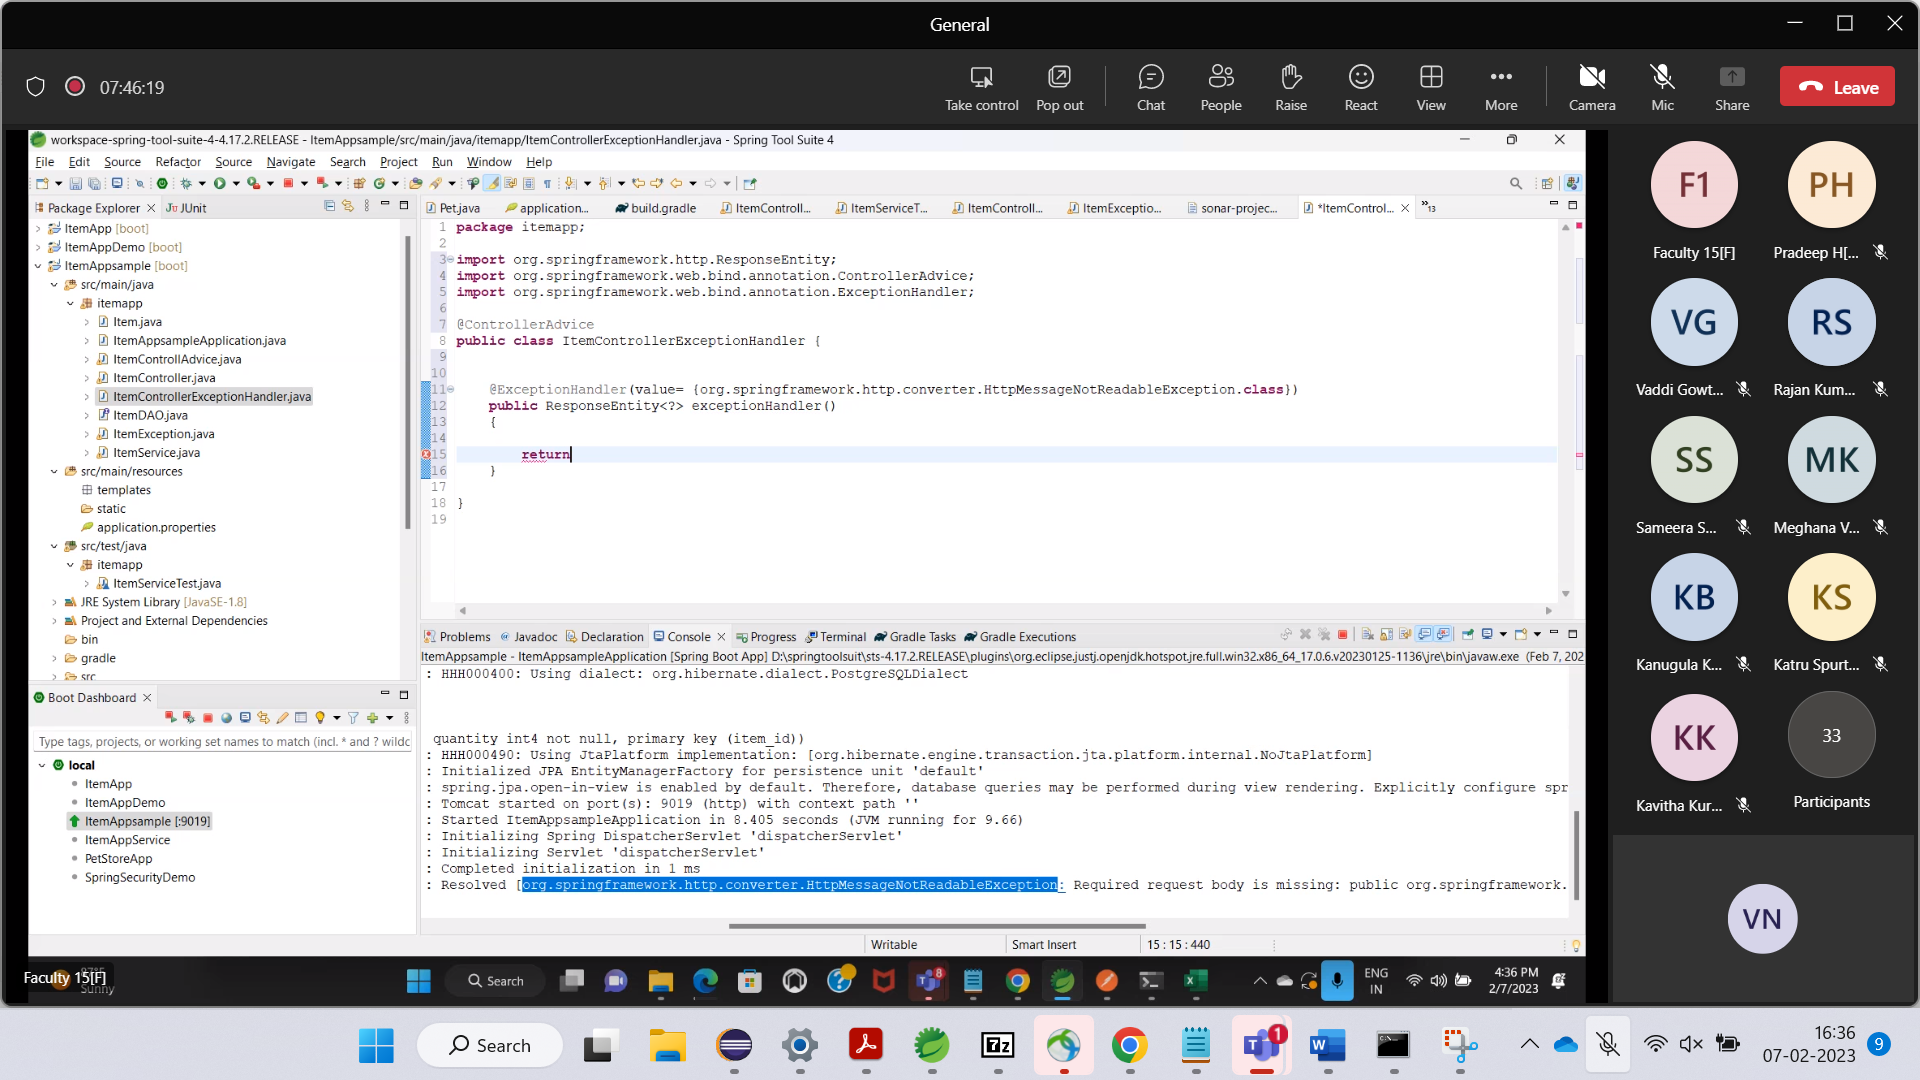 General
07:46:19
Take control
Pop out
Chat
People
Raise
React
View
More
Camera
Mic
Share
Leave
workspace-spring-tool-suite-4-4.17.2.RELEASE - ItemAppsample/src/main/java/itemapp/ItemControllerExceptionHandler.java - Spring Tool Suite 4
File Edit Source Refactor Source Navigate Search Project Run Window Help
Package Explorer
JUnit
Pet.java
application...
build.gradle
ItemControll...
ItemServiceT...
ItemControll...
ItemExceptio...
sonar-projec...
*ItemControl...
13
ItemApp [boot]
ItemAppDemo [boot]
ItemAppsample [boot]
src/main/java
itemapp
Item.java
ItemAppsampleApplication.java
ItemControllAdvice.java
ItemController.java
ItemControllerExceptionHandler.java
ItemDAO.java
ItemException.java
ItemService.java
src/main/resources
templates
static
application.properties
src/test/java
itemapp
ItemServiceTest.java
JRE System Library [JavaSE-1.8]
Project and External Dependencies
bin
gradle
src
1 package itemapp;
2
3 import org.springframework.http.ResponseEntity;
4 import org.springframework.web.bind.annotation.ControllerAdvice;
5 import org.springframework.web.bind.annotation.ExceptionHandler;
6
7 @ControllerAdvice
8 public class ItemControllerExceptionHandler {
9
10
11 @ExceptionHandler(value= {org.springframework.http.converter.HttpMessageNotReadableException.class})
12 public ResponseEntity<?> exceptionHandler()
13 {
14
15 return
16 }
17
18 }
19
Boot Dashboard
Type tags, projects, or working set names to match (incl. * and ? wildc
local
ItemApp
ItemAppDemo
ItemAppsample [:9019]
ItemAppService
PetStoreApp
SpringSecurityDemo
Problems
Javadoc
Declaration
Console
Progress
Terminal
Gradle Tasks
Gradle Executions
ItemAppsample - ItemAppsampleApplication [Spring Boot App] D:\springtoolsuit\sts-4.17.2.RELEASE\plugins\org.eclipse.justj.openjdk.hotspot.jre.full.win32.x86_64_17.0.6.v20230125-1136\jre\bin\javaw.exe (Feb 7, 202
: HHH000400: Using dialect: org.hibernate.dialect.PostgreSQLDialect
quantity int4 not null, primary key (item_id))
: HHH000490: Using JtaPlatform implementation: [org.hibernate.engine.transaction.jta.platform.internal.NoJtaPlatform]
: Initialized JPA EntityManagerFactory for persistence unit 'default'
: spring.jpa.open-in-view is enabled by default. Therefore, database queries may be performed during view rendering. Explicitly configure spr
: Tomcat started on port(s): 9019 (http) with context path ''
: Started ItemAppsampleApplication in 8.405 seconds (JVM running for 9.66)
: Initializing Spring DispatcherServlet 'dispatcherServlet'
: Initializing Servlet 'dispatcherServlet'
: Completed initialization in 1 ms
: Resolved [org.springframework.http.converter.HttpMessageNotReadableException: Required request body is missing: public org.springframework.
Writable
Smart Insert
15 : 15 : 440
F1
Faculty 15[F]
PH
Pradeep H[...
VG
Vaddi Gowt...
RS
Rajan Kum...
SS
Sameera S...
MK
Meghana V...
KB
Kanugula K...
KS
Katru Spurt...
KK
Kavitha Kur...
33
Participants
VN
Faculty 15[F]
Sunny
Search
8
ENG
IN
4:36 PM
2/7/2023
Search
7z
1
16:36
07-02-2023
9